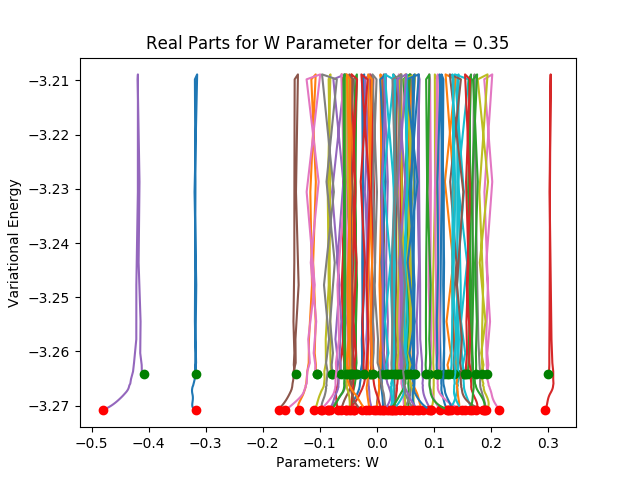 Real Parts for W Parameter for delta = 0.35
−3.21
−3.22
−3.23
−3.24
−3.25
−3.26
−3.27
Variational Energy
−0.5 −0.4 −0.3 −0.2 −0.1 0.0 0.1 0.2 0.3
Parameters: W